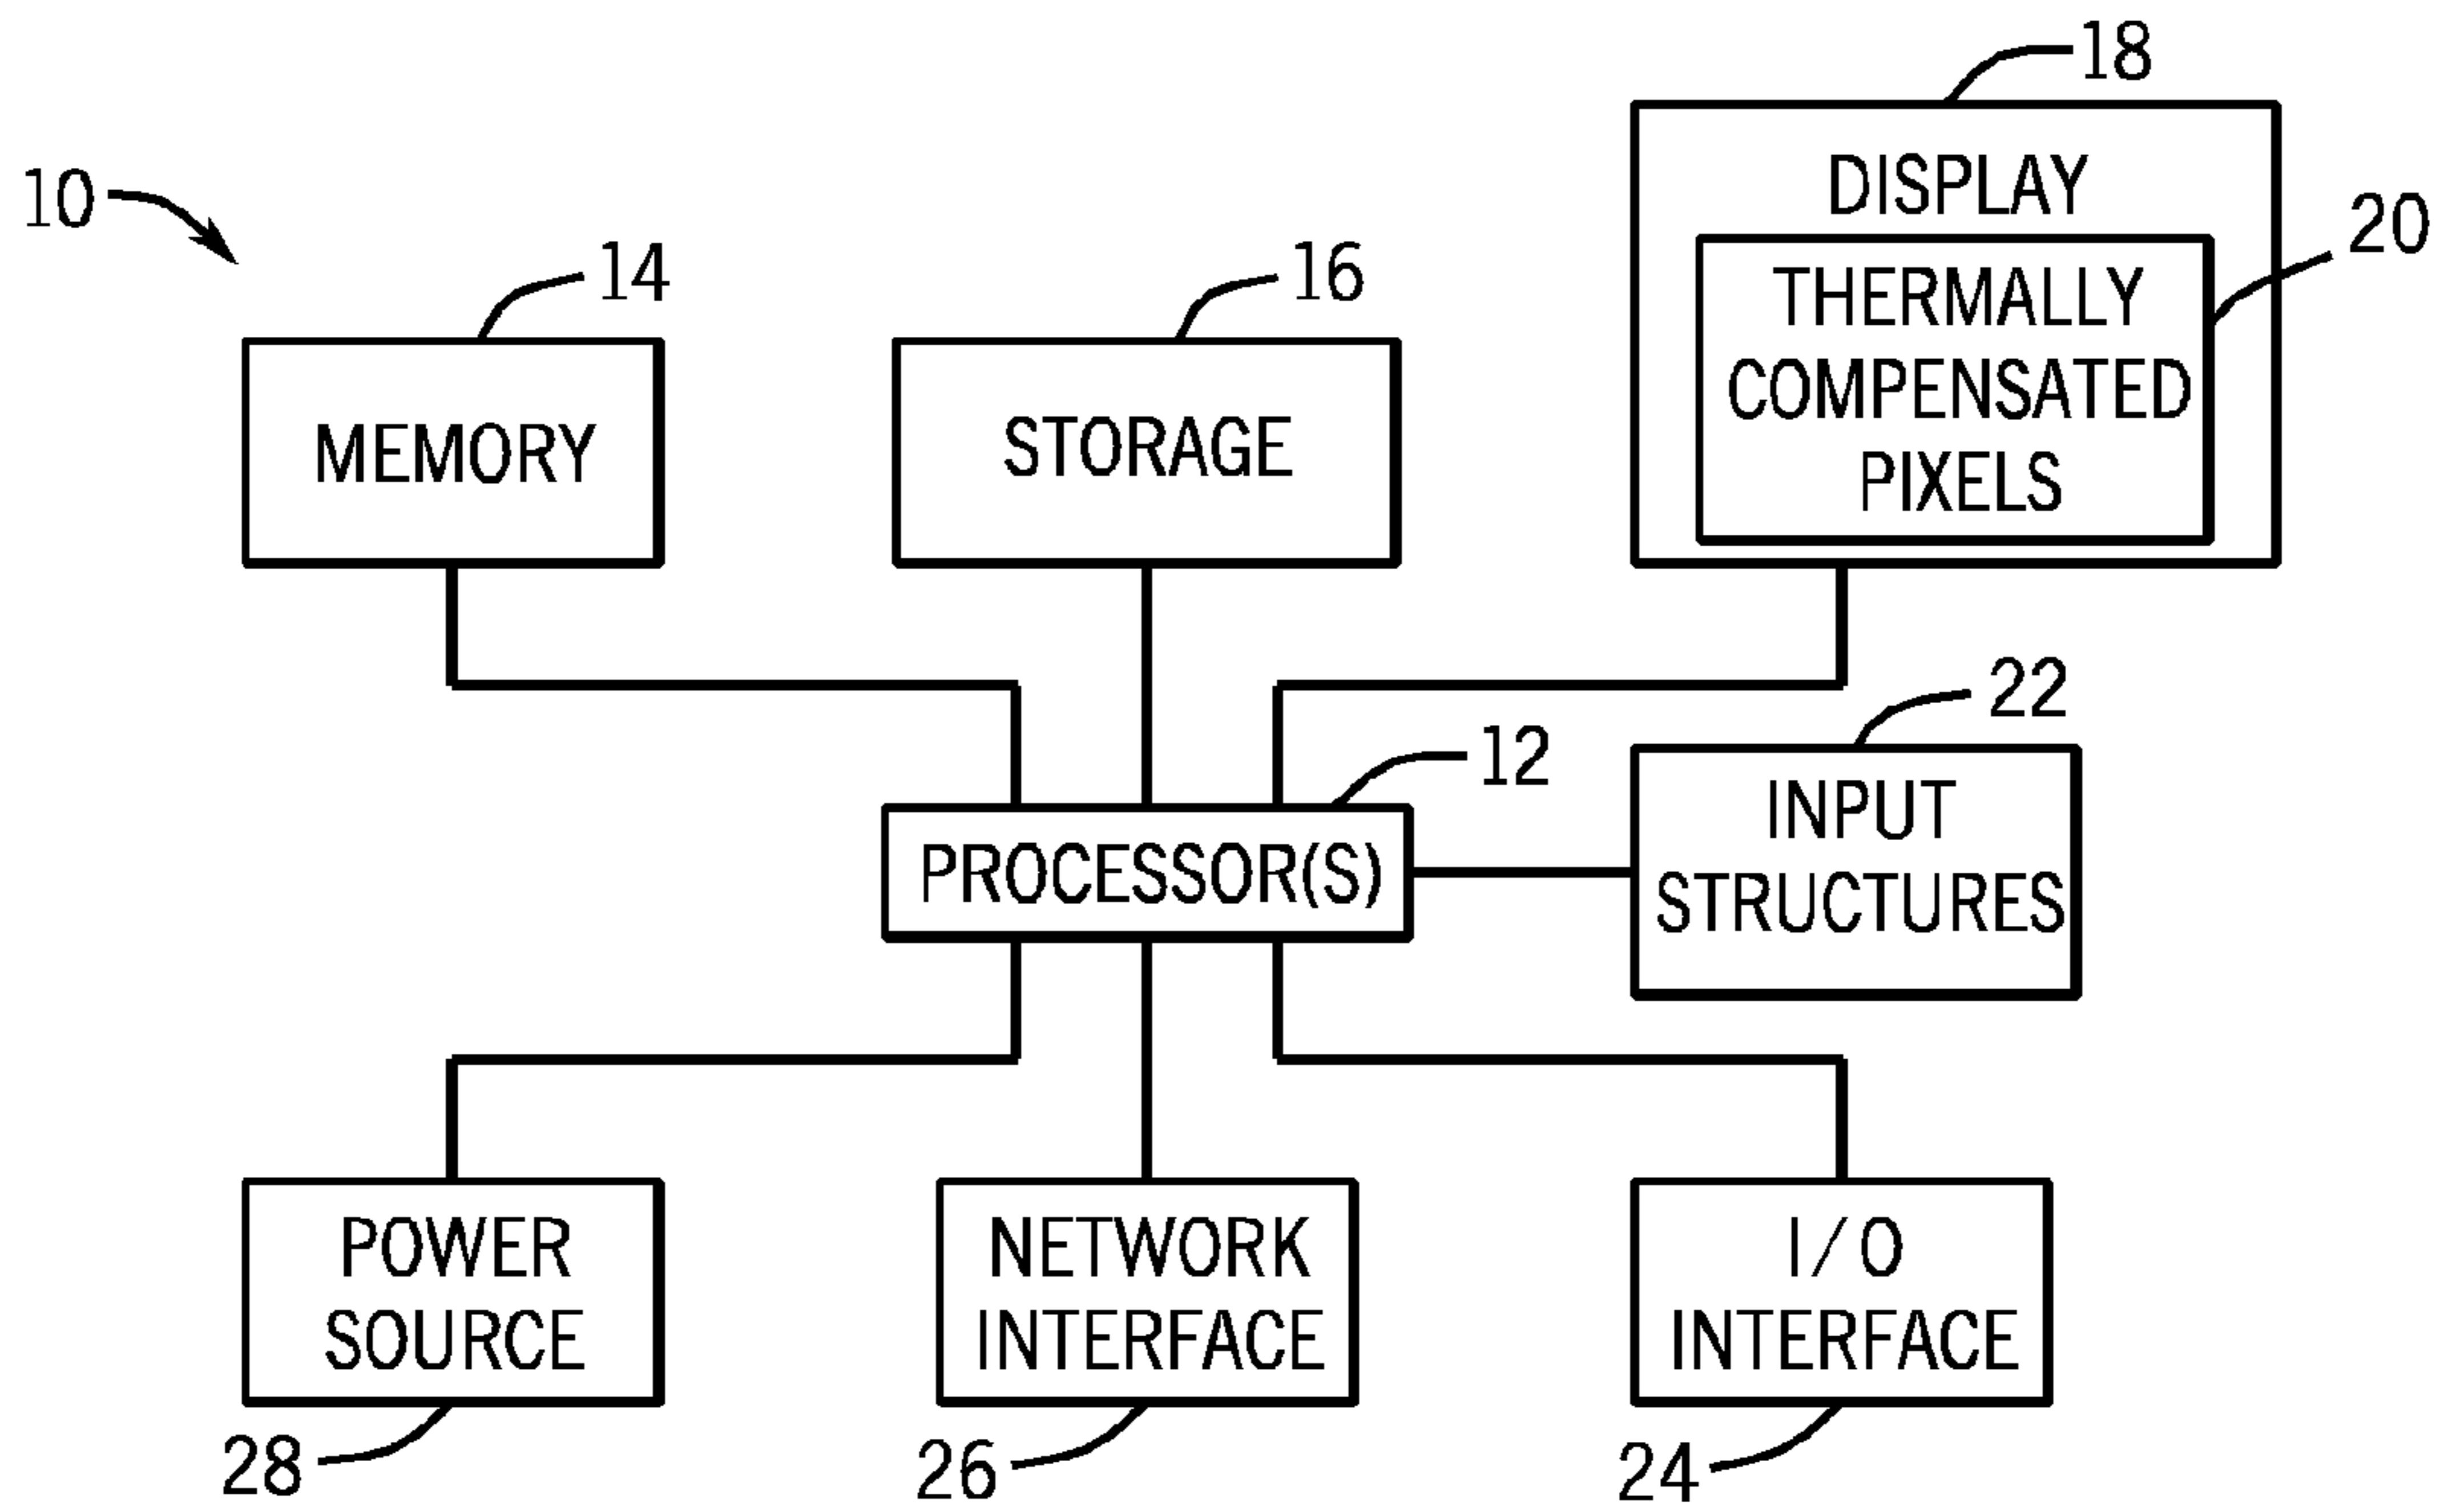 18
DISPLAY
10
20
THERMALLY
COMPENSATED
PIXELS
14
MEMORY
16
STORAGE
22
INPUT
STRUCTURES
12
PROCESSOR(S)
POWER
SOURCE
28
NETWORK
INTERFACE
26
I/O
INTERFACE
24